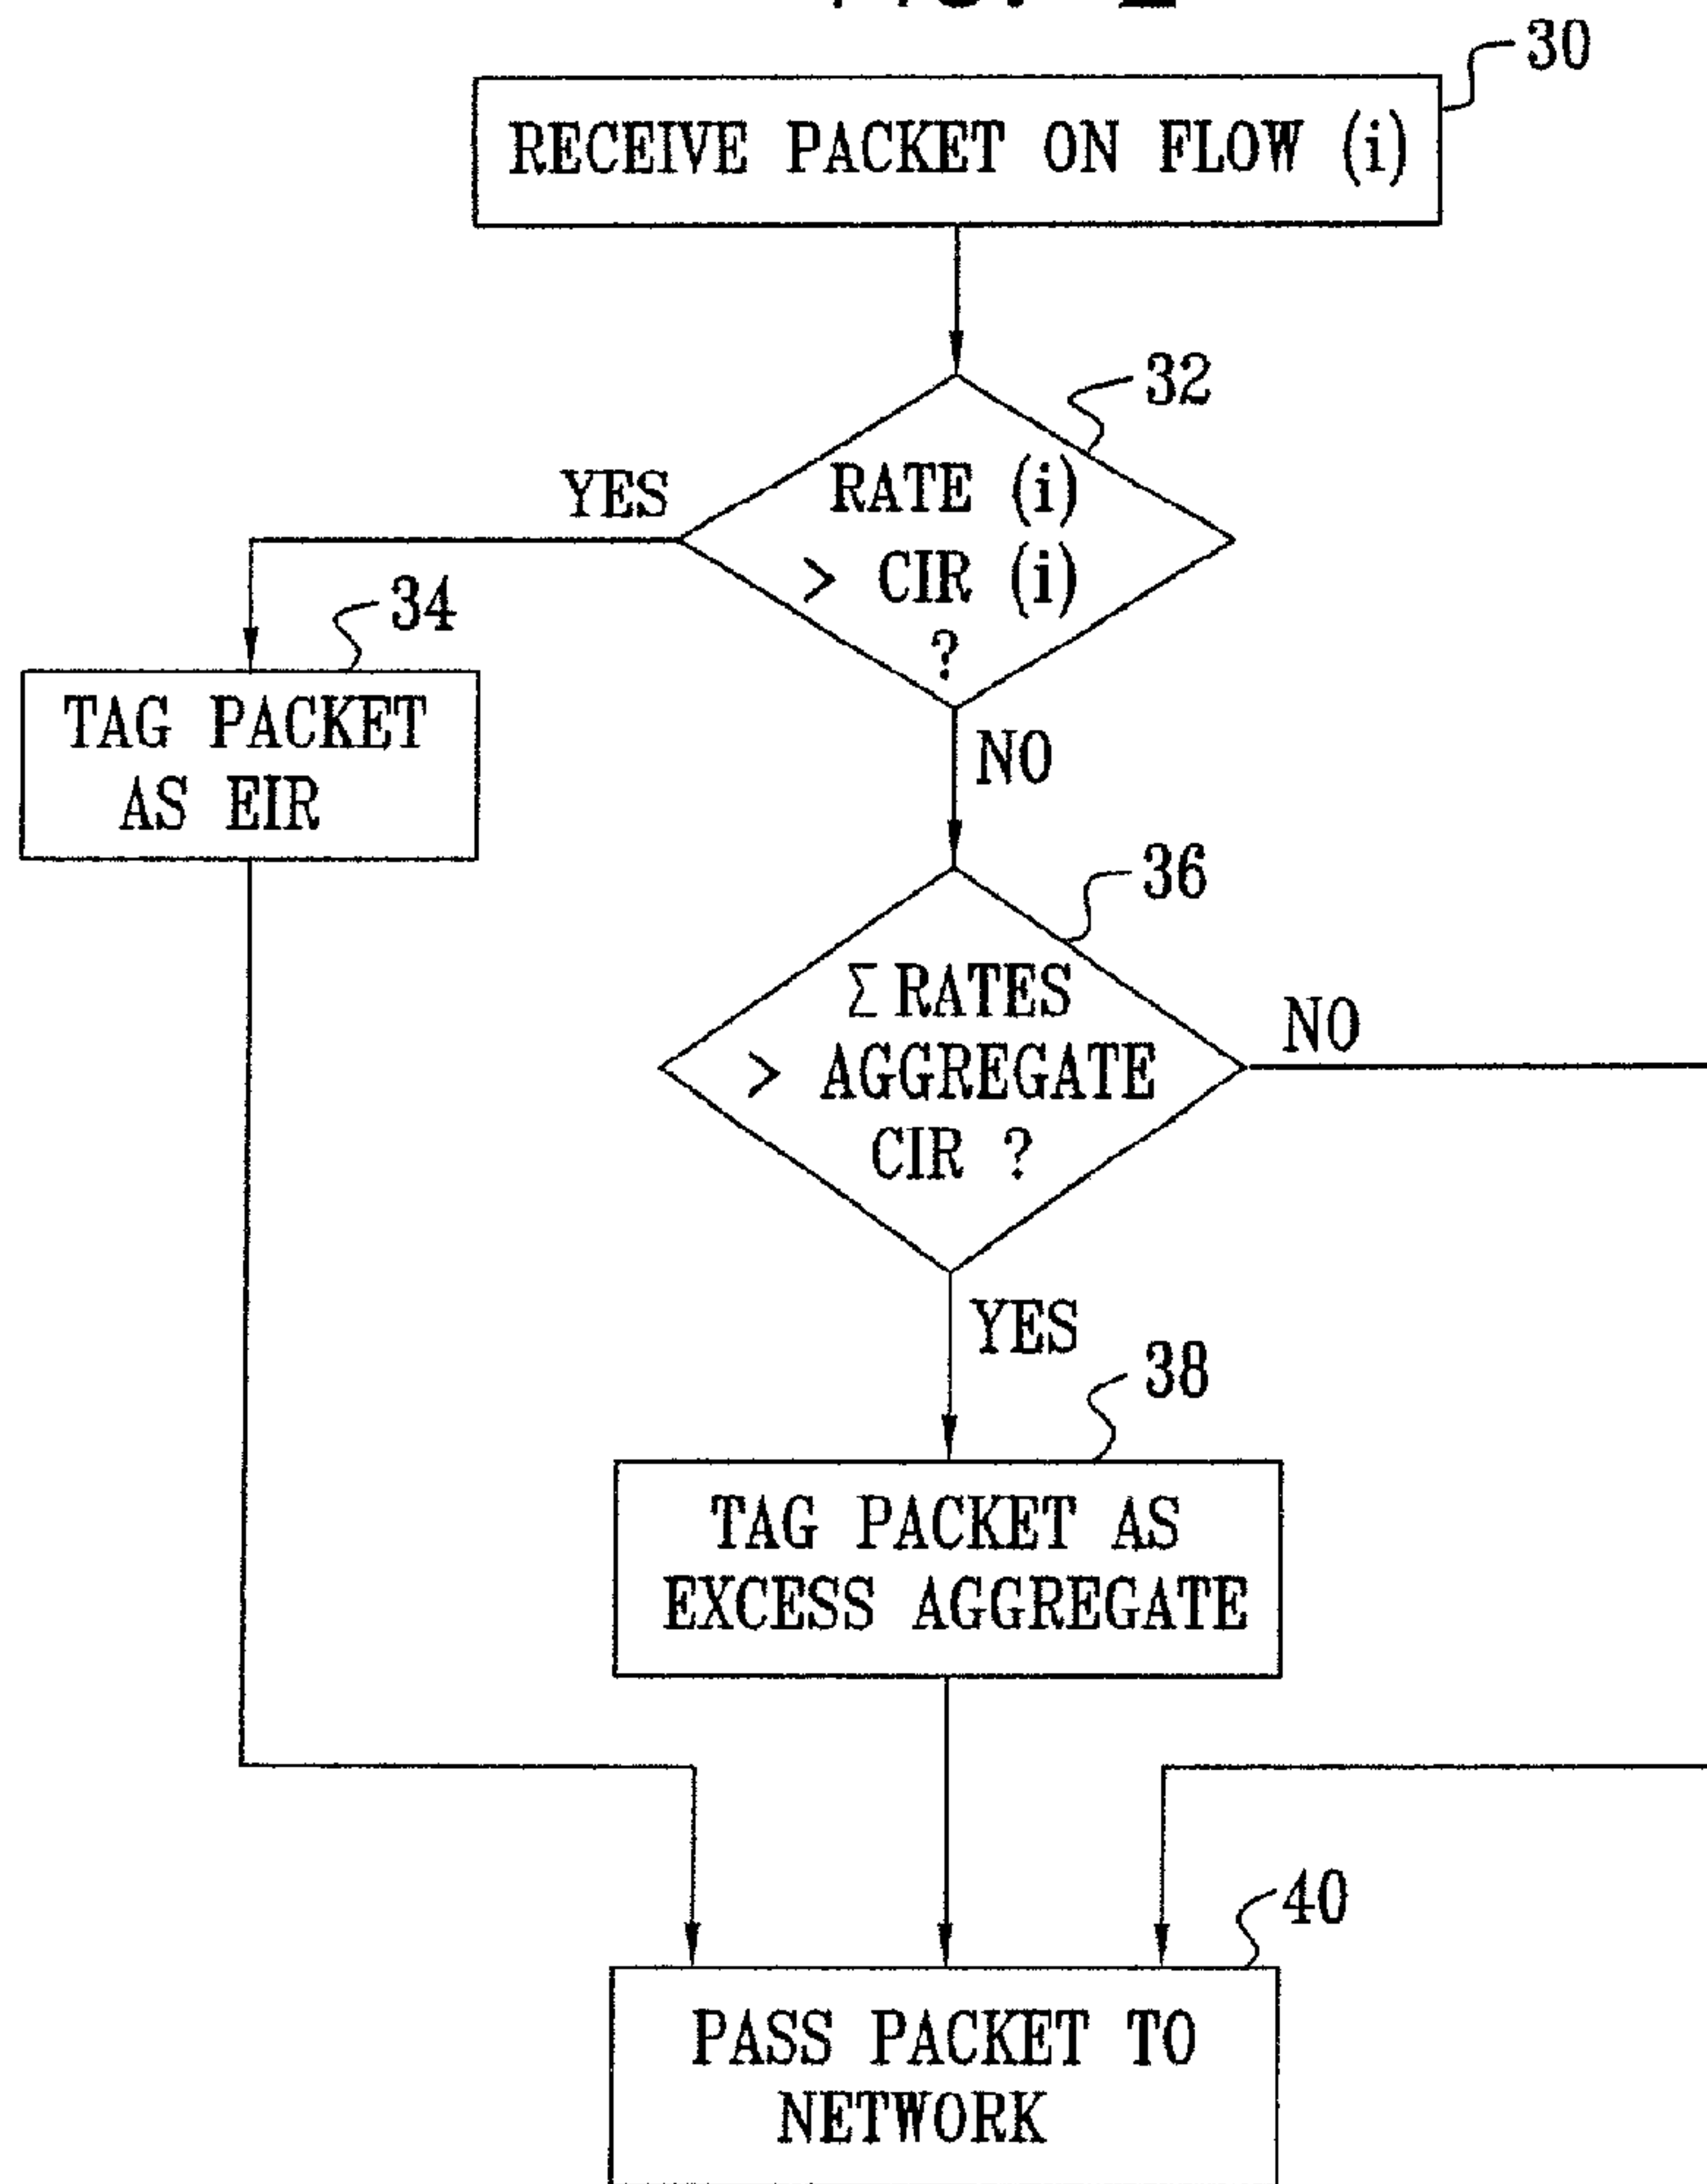 30
RECEIVE PACKET ON FLOW (i)
32
RATE (i)
> CIR (i)
?
YES
NO
34
TAG PACKET
AS EIR
36
Σ RATES
> AGGREGATE
CIR ?
NO
YES
38
TAG PACKET AS
EXCESS AGGREGATE
40
PASS PACKET TO
NETWORK